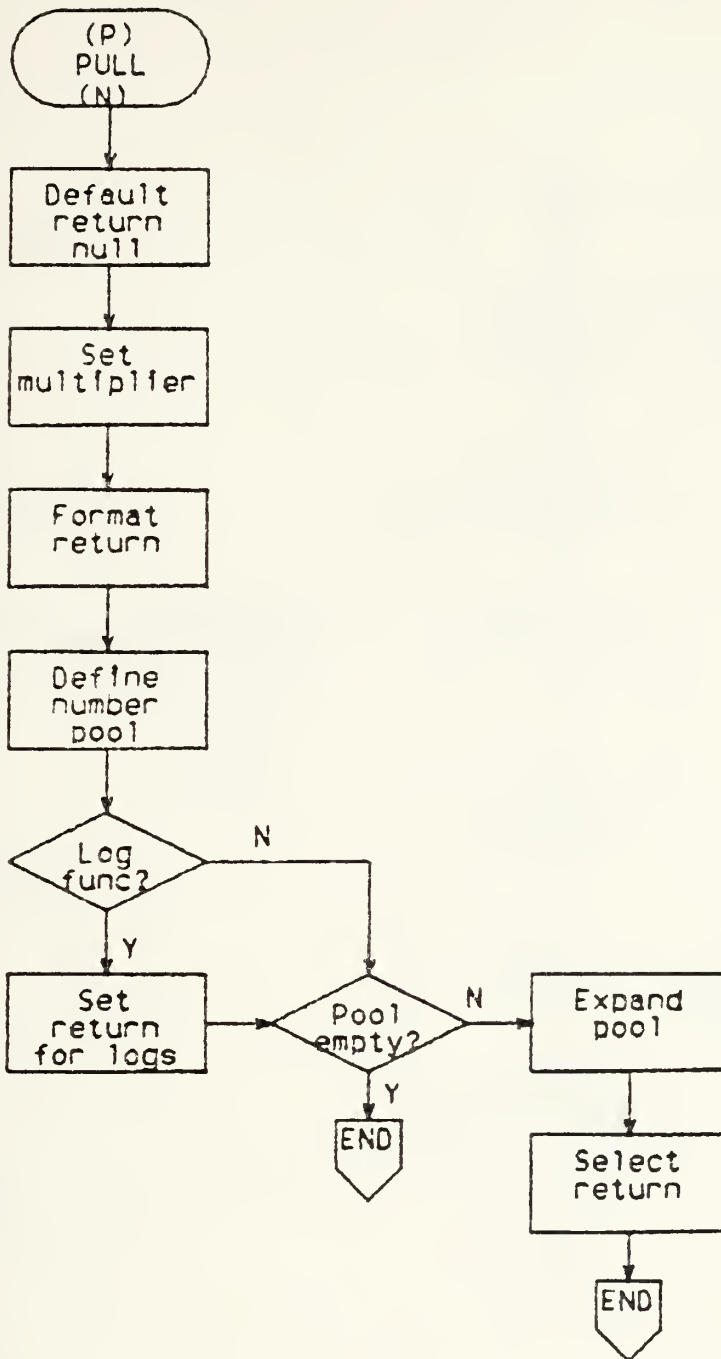 (P)
PULL
(N)
Default
return
null
Set
multiplier
Format
return
Define
number
pool
Log
func?
N
Y
Set
return
for logs
Pool
empty?
N
Y
Expand
pool
END
Select
return
END